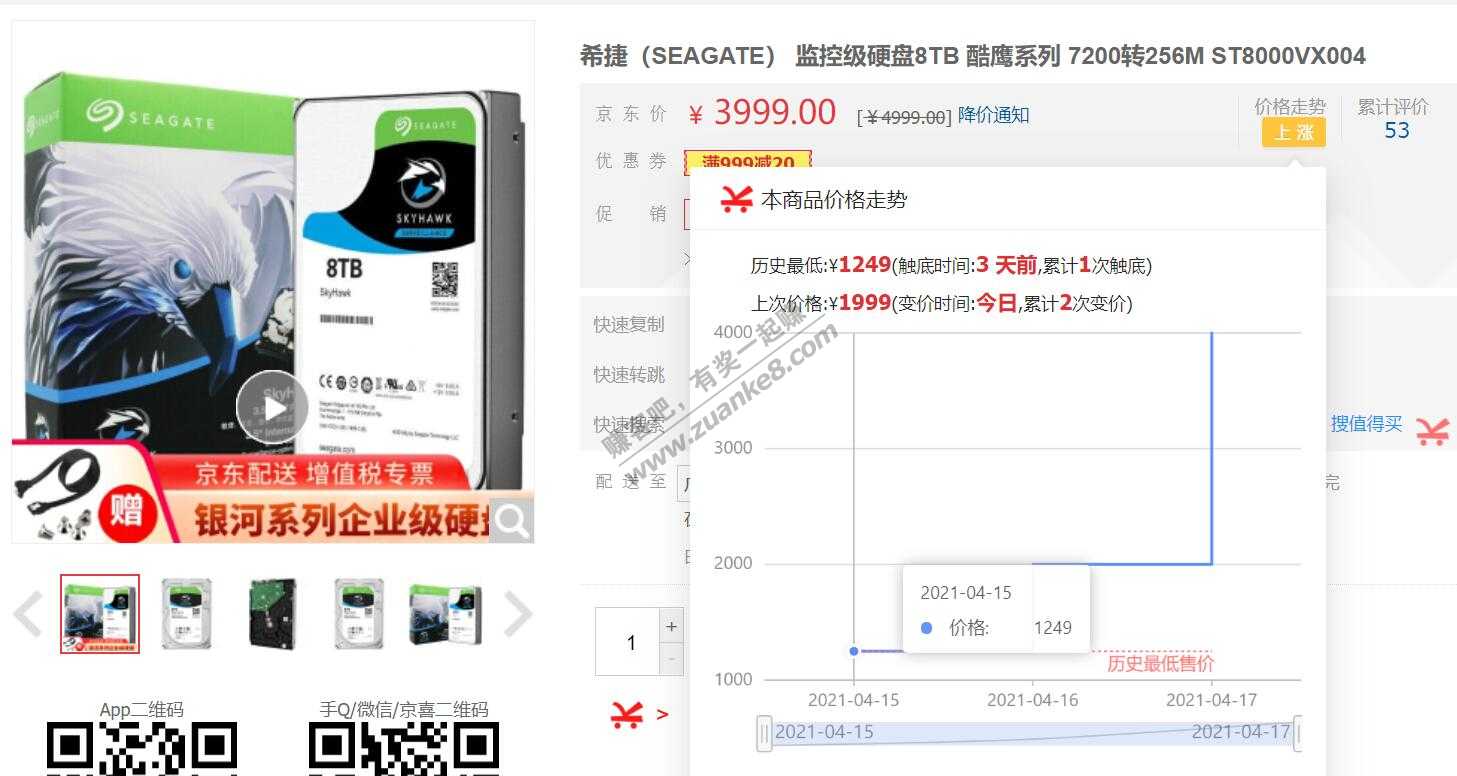 希捷（SEAGATE） 监控级硬盘8TB 酷鹰系列 7200转256M ST8000VX004
京东价 ￥ 3999.00 [￥4999.00] 降价通知
价格走势 累计评价
上涨 53
优惠券 满999减20
促销
本商品价格走势
历史最低:¥1249(触底时间:3 天前,累计1次触底)
上次价格:¥1999(变价时间:今日,累计2次变价)
快速复制
快速转跳
快速搜索
搜值得买
配送至
完
4000
3000
2000
1000
2021-04-15
价格: 1249
历史最低售价
2021-04-15 2021-04-16 2021-04-17
2021-04-15 2021-04-17
1
+
-
>
SEAGATE
SEAGATE
SKYHAWK
SURVEILLANCE
8TB
SkyHawk
seagate.com
京东配送 增值税专票
赠
银河系列企业级硬
App二维码
手Q/微信/京喜二维码
赚客吧，有奖一起赚
www.zuanke8.com